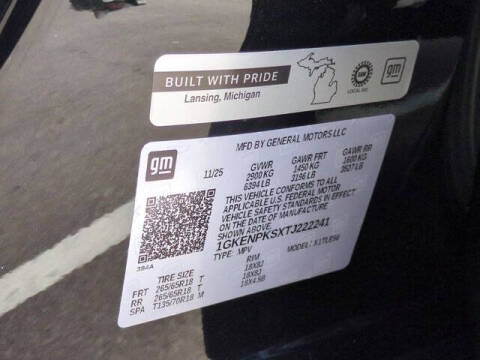 BUILT WITH PRIDE
Lansing, Michigan
gm
gm
MFD BY GENERAL MOTORS LLC
11/25 GVWR GAWR FRT GAWR RR
2900 KG 1450 KG 1600 KG
6394 LB 3196 LB 3527 LB
THIS VEHICLE CONFORMS TO ALL
APPLICABLE U.S. FEDERAL MOTOR
VEHICLE SAFETY STANDARDS IN
EFFECT ON THE DATE OF
MANUFACTURE SHOWN ABOVE.
1GKENPKSXTJ222241
TYPE: MPV MODEL:
394A
TIRE SIZE RIM
FRT 265/65R18 T 18X8J
RR 265/65R18 T 18X8J
SPA T135/70R18 M 18X4.5B